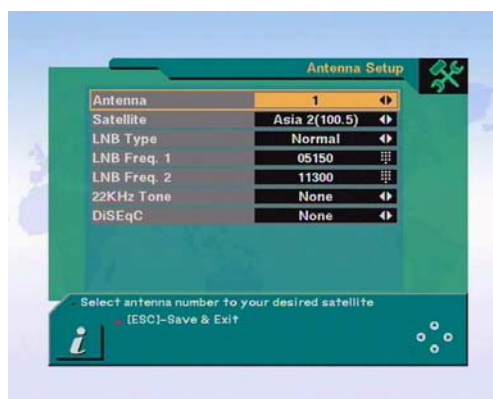 Antenna Setup
Antenna 1
Satellite Asia 2(100.5)
LNB Type Normal
LNB Freq. 1 05150
LNB Freq. 2 11300
22KHz Tone None
DiSEqC None
Select antenna number to your desired satellite
[ESC]-Save & Exit
i